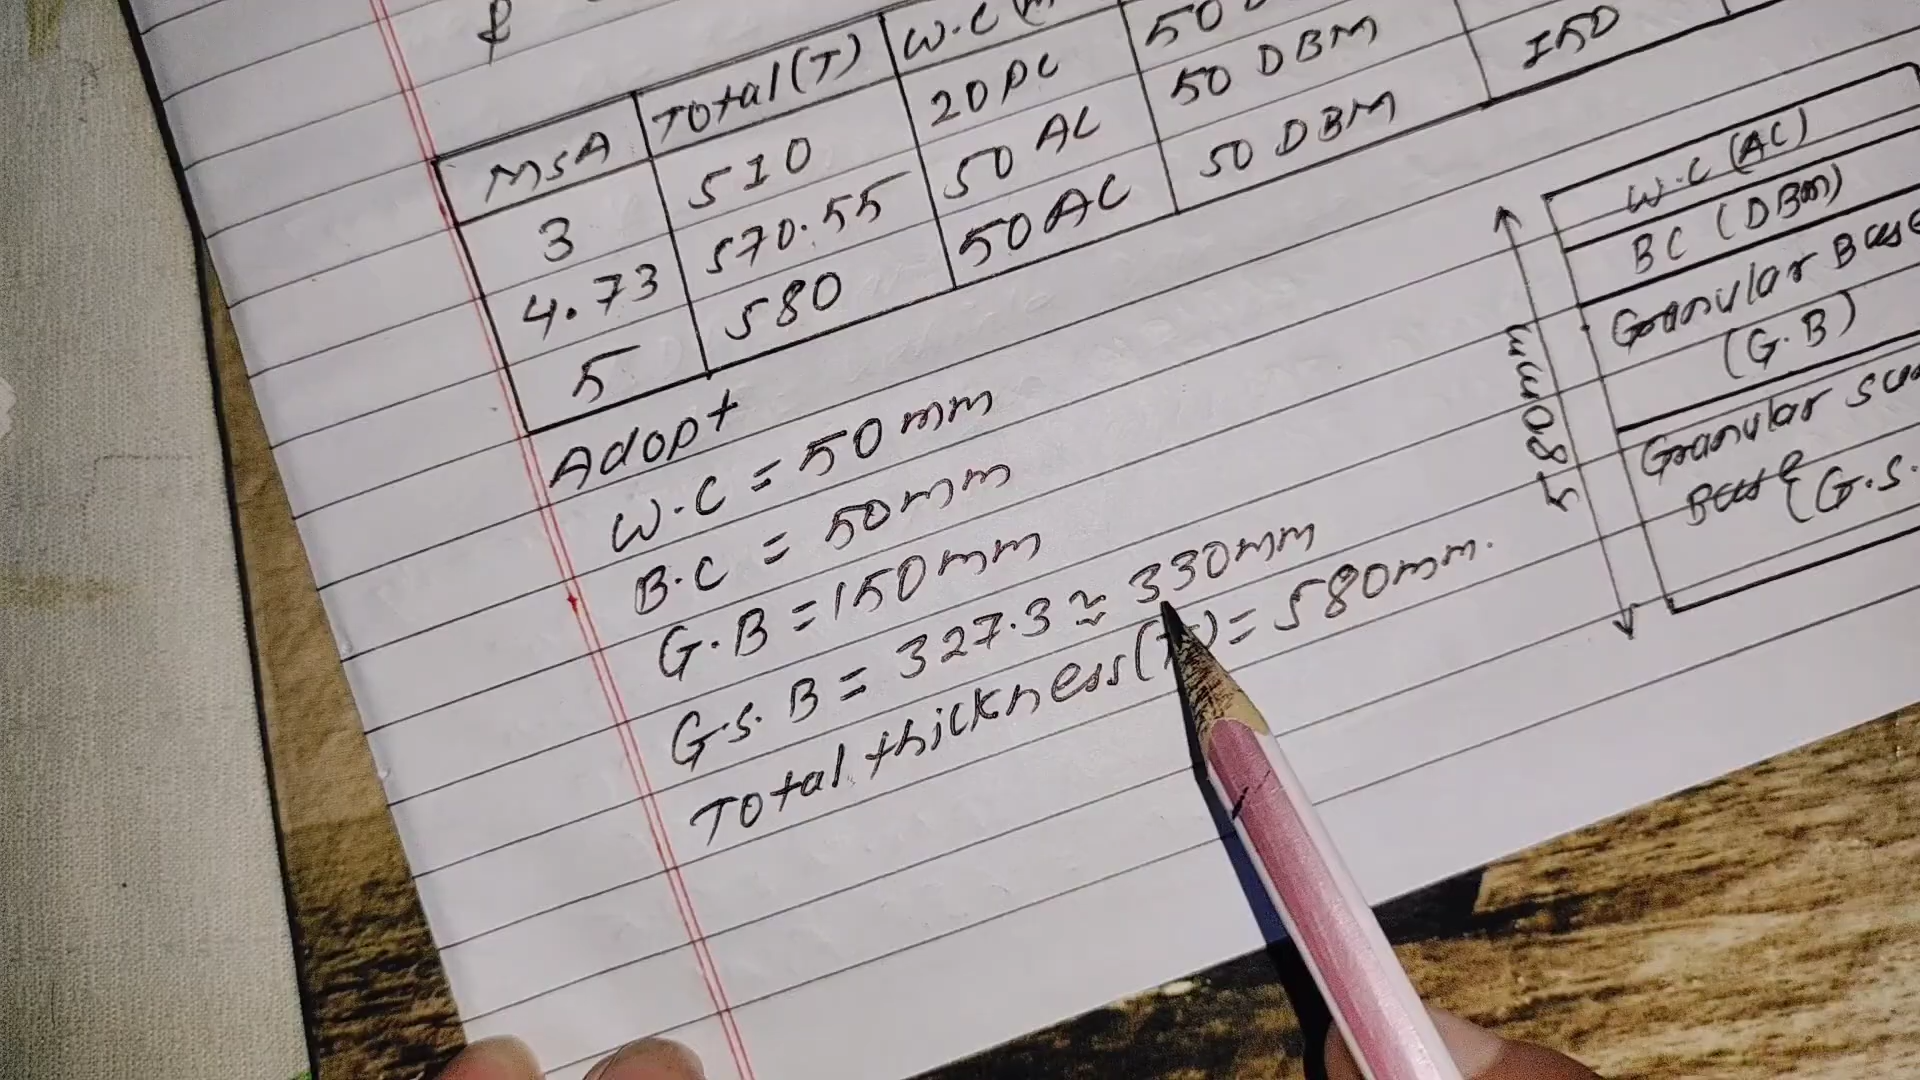 MSA Total(T) W.C
3 510 20 PC 50
4.73 570.55 50 AC 50 DBM
5 580 50 AC 50 DBM 150
Adopt
W.C = 50mm
B.C = 50mm
G.B = 150mm
G.S.B = 327.3 ≈ 330mm
Total thickness(T) = 580mm.
W.C (AC)
BC (DBM)
Granular Base
(G.B)
Granular
Base (G.S.
580mm